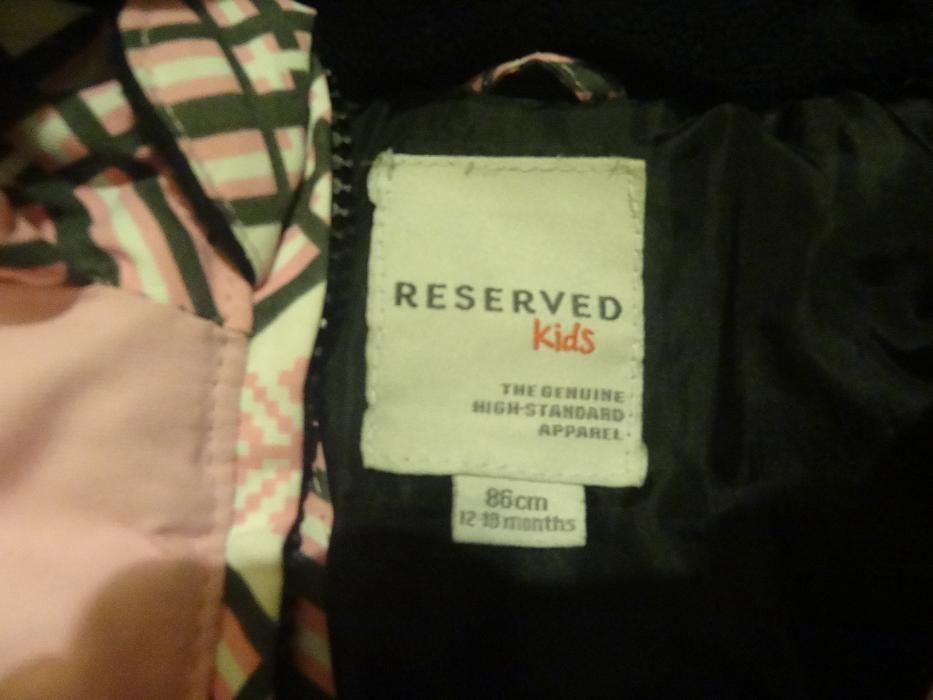 RESERVED
kids
THE GENUINE
HIGH-STANDARD
APPAREL·
86cm
12-18 months